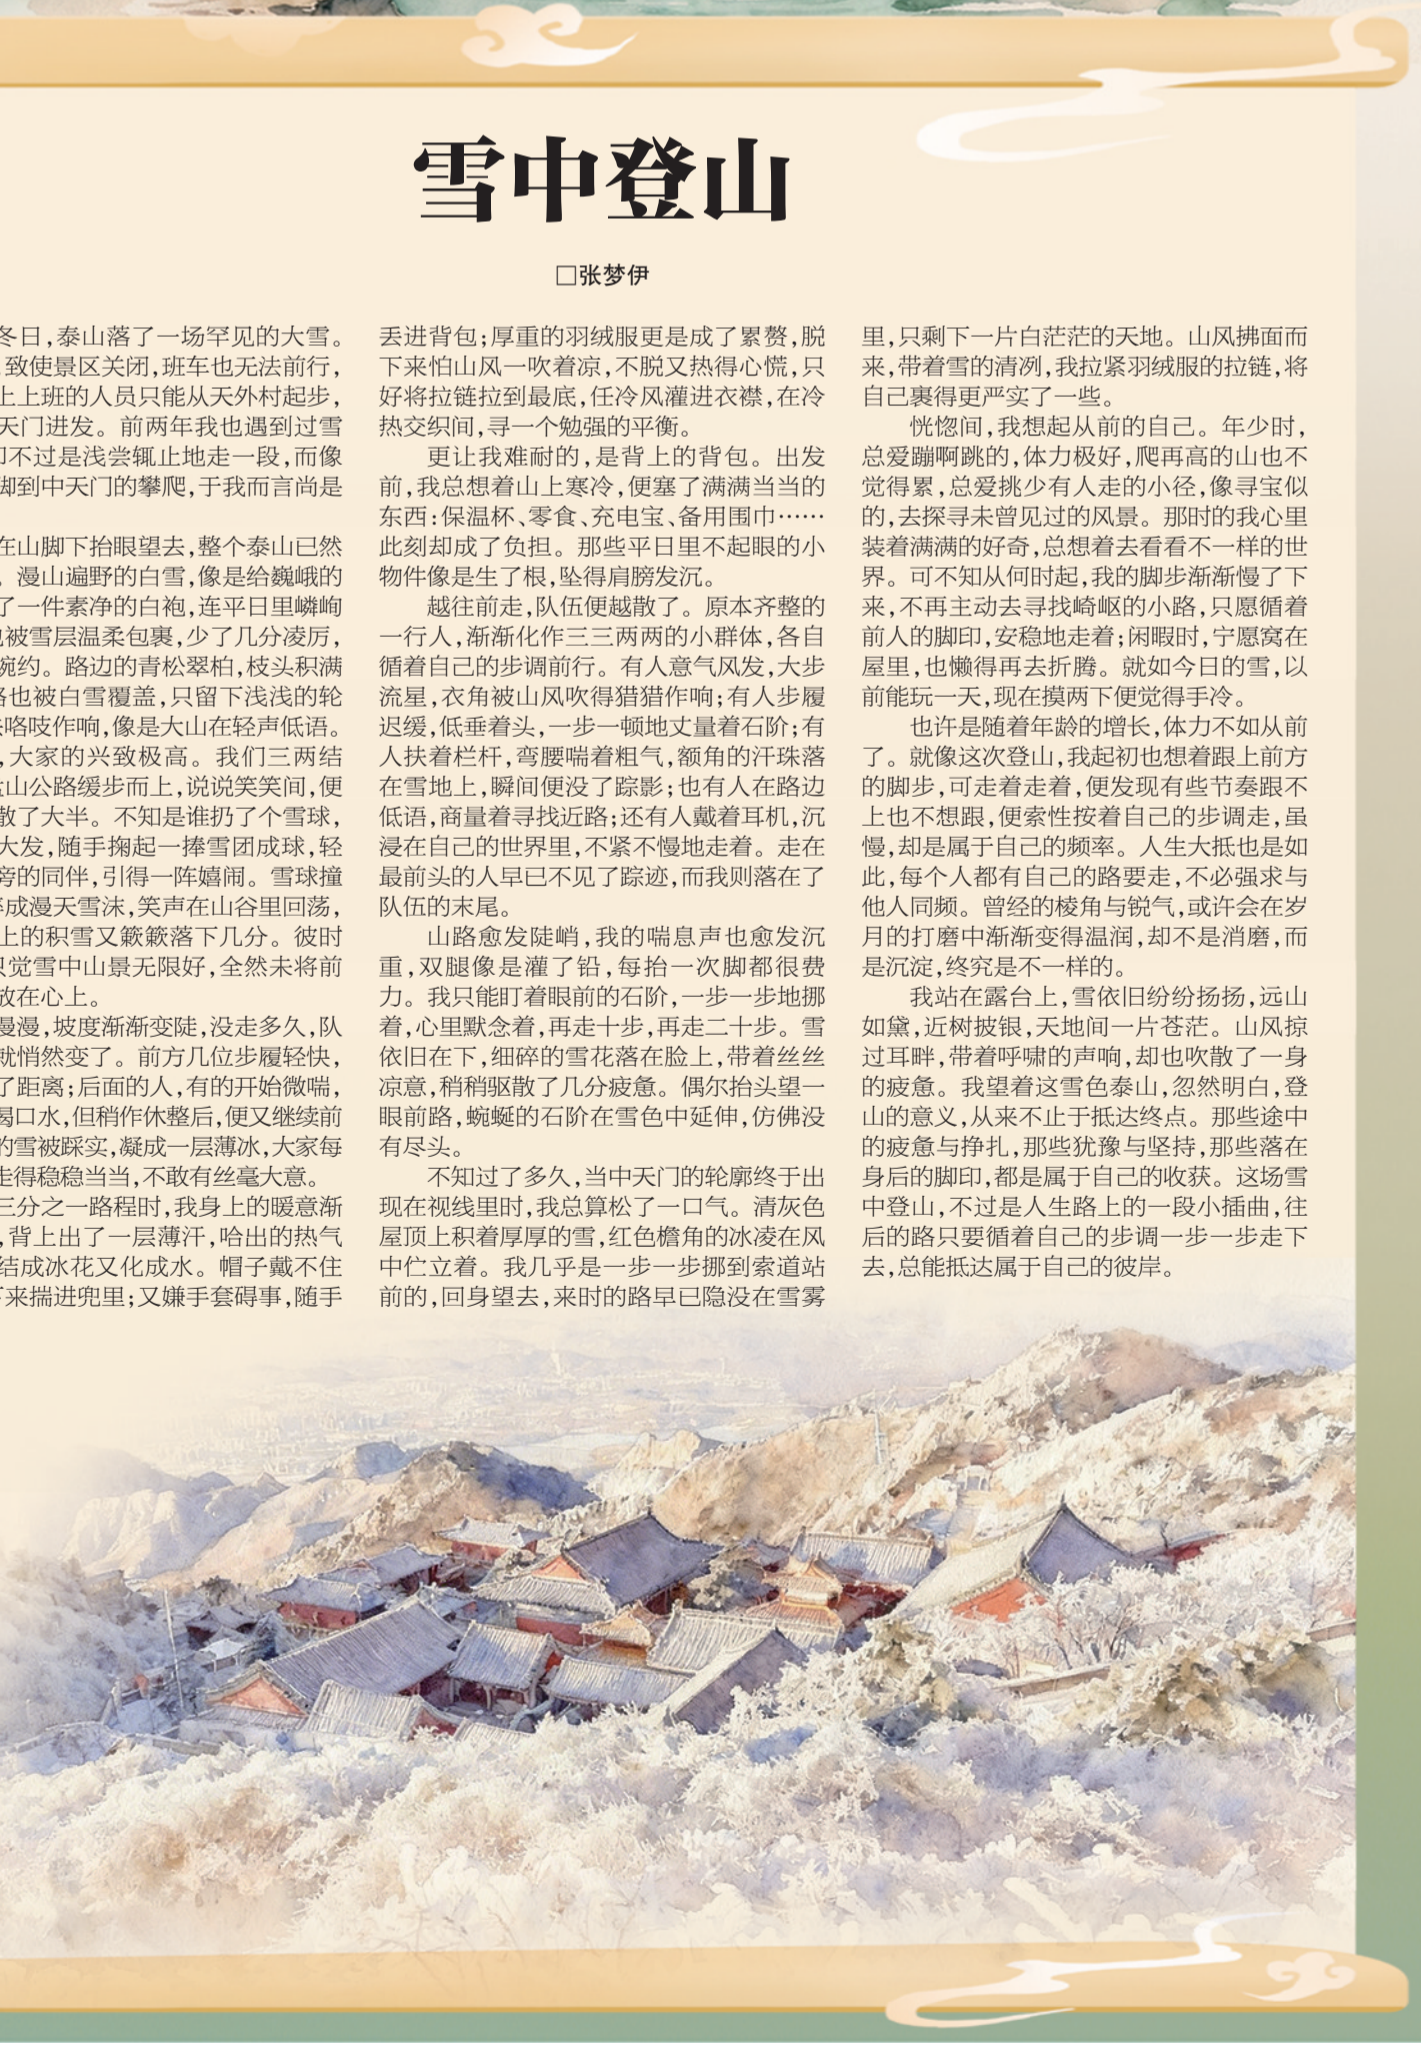 雪中登山
□张梦伊
冬日,泰山落了一场罕见的大雪。
致使景区关闭,班车也无法前行,
上上班的人员只能从天外村起步,
天门进发。前两年我也遇到过雪
不过是浅尝辄止地走一段,而像
脚到中天门的攀爬,于我而言尚是
在山脚下抬眼望去,整个泰山已然
。漫山遍野的白雪,像是给巍峨的
了一件素净的白袍,连平日里嶙峋
被雪层温柔包裹,少了几分凌厉,
婉约。路边的青松翠柏,枝头积满
路也被白雪覆盖,只留下浅浅的轮
咯吱作响,像是大山在轻声低语。
,大家的兴致极高。我们三两结
山公路缓步而上,说说笑笑间,便
散了大半。不知是谁扔了个雪球,
大发,随手掬起一捧雪团成球,轻
旁的同伴,引得一阵嬉闹。雪球撞
成漫天雪沫,笑声在山谷里回荡,
上的积雪又簌簌落下几分。彼时
只觉雪中山景无限好,全然未将前
放在心上。
漫漫,坡度渐渐变陡,没走多久,队
就悄然变了。前方几位步履轻快,
了距离;后面的人,有的开始微喘,
喝口水,但稍作休整后,便又继续前
的雪被踩实,凝成一层薄冰,大家每
走得稳稳当当,不敢有丝毫大意。
三分之一路程时,我身上的暖意渐
,背上出了一层薄汗,哈出的热气
结成冰花又化成水。帽子戴不住
下来揣进兜里;又嫌手套碍事,随手
丢进背包;厚重的羽绒服更是成了累赘,脱
下来怕山风一吹着凉,不脱又热得心慌,只
好将拉链拉到最底,任冷风灌进衣襟,在冷
热交织间,寻一个勉强的平衡。
更让我难耐的,是背上的背包。出发
前,我总想着山上寒冷,便塞了满满当当的
东西:保温杯、零食、充电宝、备用围巾……
此刻却成了负担。那些平日里不起眼的小
物件像是生了根,坠得肩膀发沉。
越往前走,队伍便越散了。原本齐整的
一行人,渐渐化作三三两两的小群体,各自
循着自己的步调前行。有人意气风发,大步
流星,衣角被山风吹得猎猎作响;有人步履
迟缓,低垂着头,一步一顿地丈量着石阶;有
人扶着栏杆,弯腰喘着粗气,额角的汗珠落
在雪地上,瞬间便没了踪影;也有人在路边
低语,商量着寻找近路;还有人戴着耳机,沉
浸在自己的世界里,不紧不慢地走着。走在
最前头的人早已不见了踪迹,而我则落在了
队伍的末尾。
山路愈发陡峭,我的喘息声也愈发沉
重,双腿像是灌了铅,每抬一次脚都很费
力。我只能盯着眼前的石阶,一步一步地挪
着,心里默念着,再走十步,再走二十步。雪
依旧在下,细碎的雪花落在脸上,带着丝丝
凉意,稍稍驱散了几分疲惫。偶尔抬头望一
眼前路,蜿蜒的石阶在雪色中延伸,仿佛没
有尽头。
不知过了多久,当中天门的轮廓终于出
现在视线里时,我总算松了一口气。清灰色
屋顶上积着厚厚的雪,红色檐角的冰凌在风
中伫立着。我几乎是一步一步挪到索道站
前的,回身望去,来时的路早已隐没在雪雾
里,只剩下一片白茫茫的天地。山风拂面而
来,带着雪的清冽,我拉紧羽绒服的拉链,将
自己裹得更严实了一些。
恍惚间,我想起从前的自己。年少时,
总爱蹦啊跳的,体力极好,爬再高的山也不
觉得累,总爱挑少有人走的小径,像寻宝似
的,去探寻未曾见过的风景。那时的我心里
装着满满的好奇,总想着去看看不一样的世
界。可不知从何时起,我的脚步渐渐慢了下
来,不再主动去寻找崎岖的小路,只愿循着
前人的脚印,安稳地走着;闲暇时,宁愿窝在
屋里,也懒得再去折腾。就如今日的雪,以
前能玩一天,现在摸两下便觉得手冷。
也许是随着年龄的增长,体力不如从前
了。就像这次登山,我起初也想着跟上前方
的脚步,可走着走着,便发现有些节奏跟不
上也不想跟,便索性按着自己的步调走,虽
慢,却是属于自己的频率。人生大抵也是如
此,每个人都有自己的路要走,不必强求与
他人同频。曾经的棱角与锐气,或许会在岁
月的打磨中渐渐变得温润,却不是消磨,而
是沉淀,终究是不一样的。
我站在露台上,雪依旧纷纷扬扬,远山
如黛,近树披银,天地间一片苍茫。山风掠
过耳畔,带着呼啸的声响,却也吹散了一身
的疲惫。我望着这雪色泰山,忽然明白,登
山的意义,从来不止于抵达终点。那些途中
的疲惫与挣扎,那些犹豫与坚持,那些落在
身后的脚印,都是属于自己的收获。这场雪
中登山,不过是人生路上的一段小插曲,往
后的路只要循着自己的步调一步一步走下
去,总能抵达属于自己的彼岸。